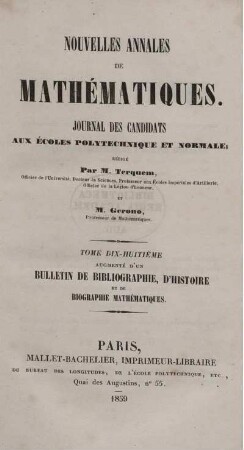 NOUVELLES ANNALES
DE
MATHÉMATIQUES.
JOURNAL DES CANDIDATS
AUX ÉCOLES POLYTECHNIQUE ET NORMALE;
RÉDIGÉ
Par M. Terquem,
Officier de l'Université, Docteur ès Sciences, Professeur aux Écoles Impériales d'Artillerie,
Officier de la Légion d'honneur,
ET
M. Gerono,
Professeur de Mathématiques.
TOME DIX-HUITIÈME
AUGMENTÉ D'UN
BULLETIN DE BIBLIOGRAPHIE, D'HISTOIRE
ET DE
BIOGRAPHIE MATHÉMATIQUES.
PARIS,
MALLET-BACHELIER, IMPRIMEUR-LIBRAIRE
DU BUREAU DES LONGITUDES, DE L'ÉCOLE POLYTECHNIQUE, ETC.,
Quai des Augustins, nº 55.
1859